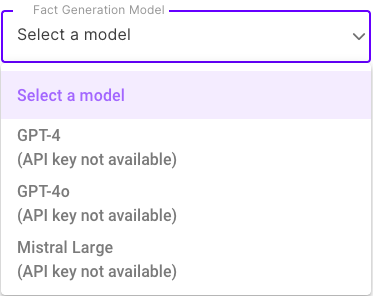 Fact Generation Model
Select a model
Select a model
GPT-4
(API key not available)
GPT-4o
(API key not available)
Mistral Large
(API key not available)